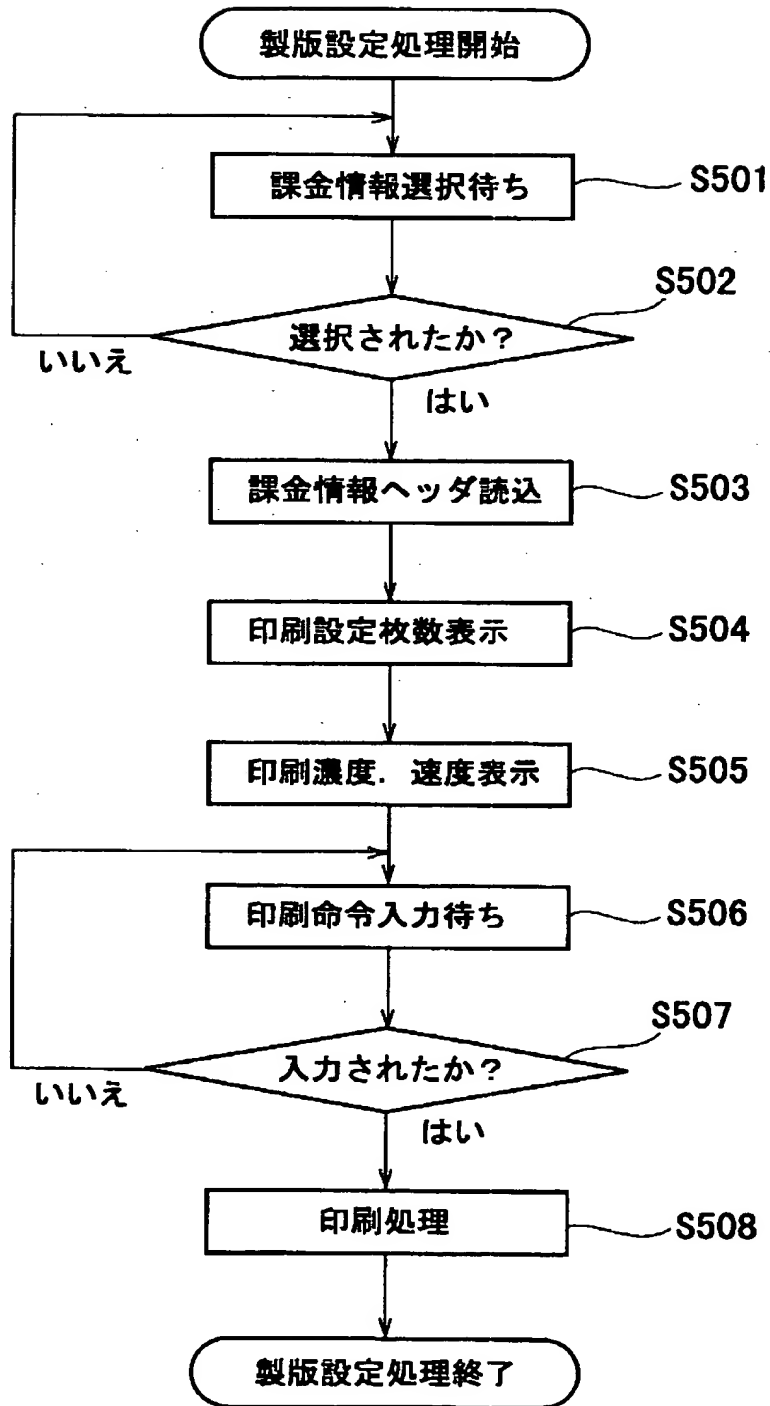 製版設定処理開始
課金情報選択待ち
S501
S502
選択されたか?
いいえ
はい
課金情報ヘッダ読込
S503
印刷設定枚数表示
S504
印刷濃度．速度表示
S505
印刷命令入力待ち
S506
S507
入力されたか?
いいえ
はい
印刷処理
S508
製版設定処理終了